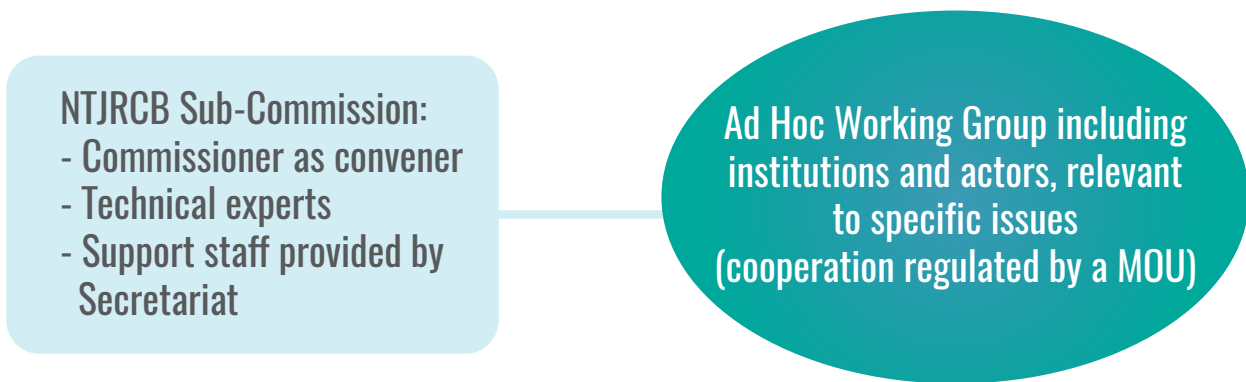 NTJRCB Sub-Commission:
- Commissioner as convener
- Technical experts
- Support staff provided by
Secretariat
Ad Hoc Working Group including
institutions and actors, relevant
to specific issues
(cooperation regulated by a MOU)